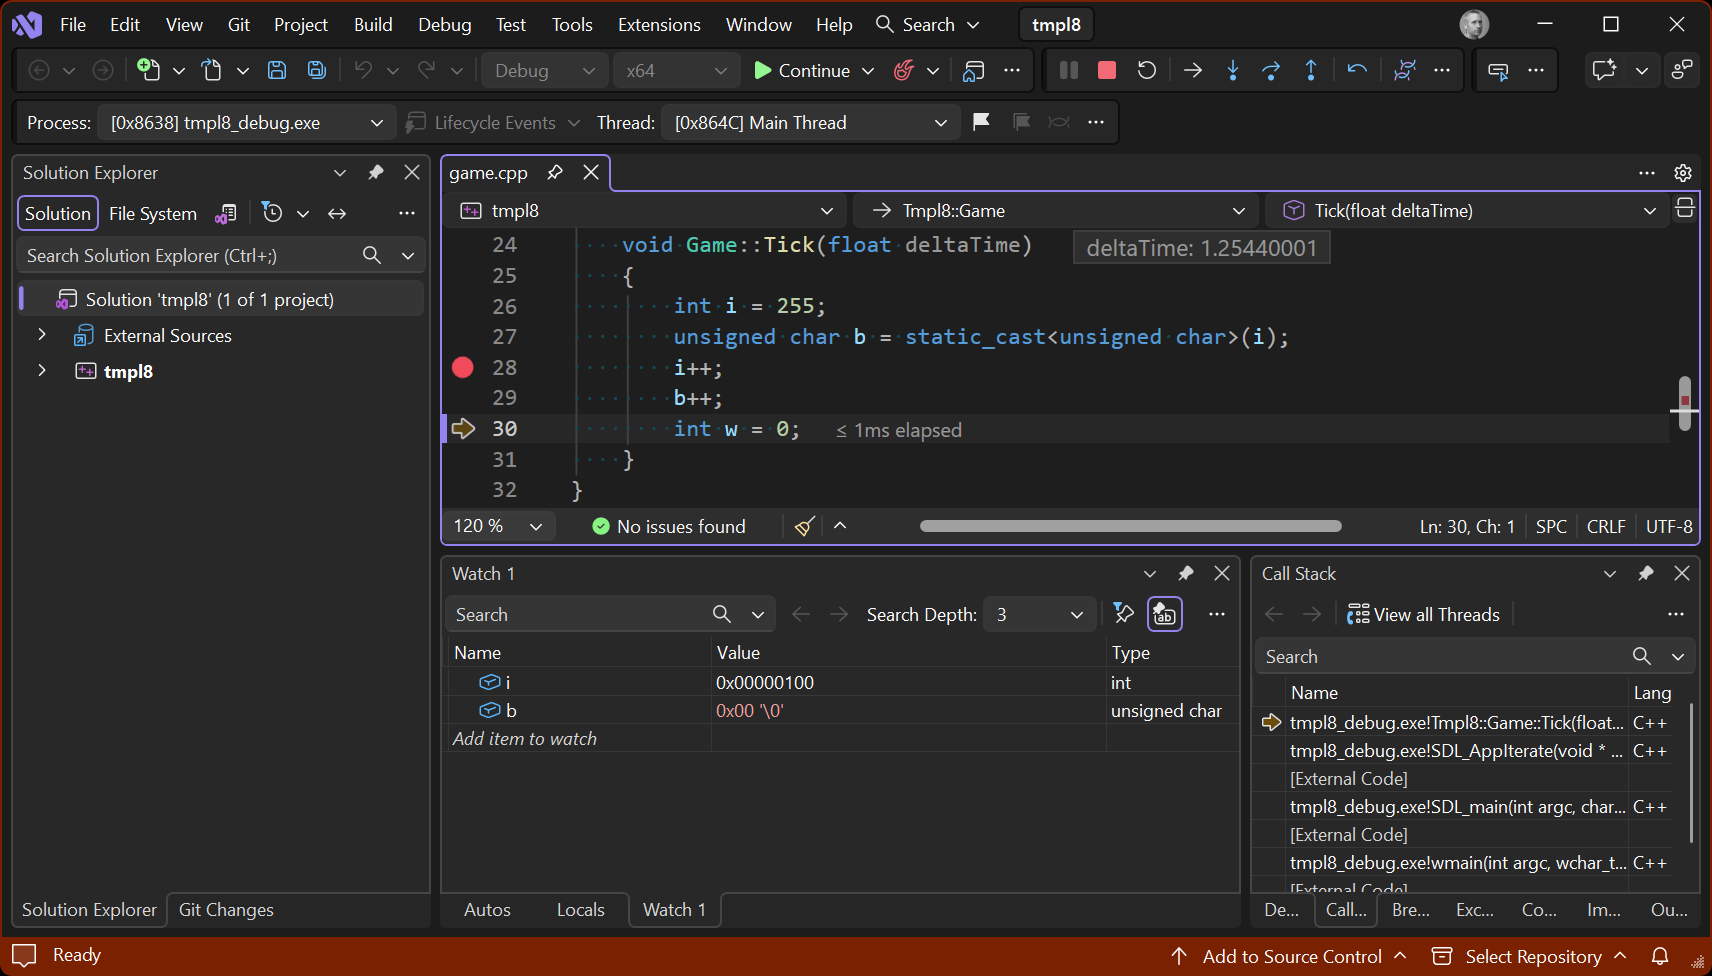 File Edit View Git Project Build Debug Test Tools Extensions Window Help Search tmpl8
Debug x64 Continue
Process: [0x8638] tmpl8_debug.exe Lifecycle Events Thread: [0x864C] Main Thread
Solution Explorer
Solution File System
Search Solution Explorer (Ctrl+;)
Solution 'tmpl8' (1 of 1 project)
External Sources
tmpl8
Solution Explorer Git Changes
game.cpp
tmpl8 Tmpl8::Game Tick(float deltaTime)
24 void Game::Tick(float deltaTime) deltaTime: 1.25440001
25 {
26 int i = 255;
27 unsigned char b = static_cast<unsigned char>(i);
28 i++;
29 b++;
30 int w = 0; ≤ 1ms elapsed
31 }
32 }
120 % No issues found Ln: 30, Ch: 1 SPC CRLF UTF-8
Watch 1
Search Search Depth: 3
Name Value Type
i 0x00000100 int
b 0x00 '\0' unsigned char
Add item to watch
Autos Locals Watch 1
Call Stack
View all Threads
Search
Name Lang
tmpl8_debug.exe!Tmpl8::Game::Tick(float... C++
tmpl8_debug.exe!SDL_AppIterate(void * ... C++
[External Code]
tmpl8_debug.exe!SDL_main(int argc, char... C++
[External Code]
tmpl8_debug.exe!wmain(int argc, wchar_t... C++
[External Code]
De... Call... Bre... Exc... Co... Im... Ou...
Ready Add to Source Control Select Repository